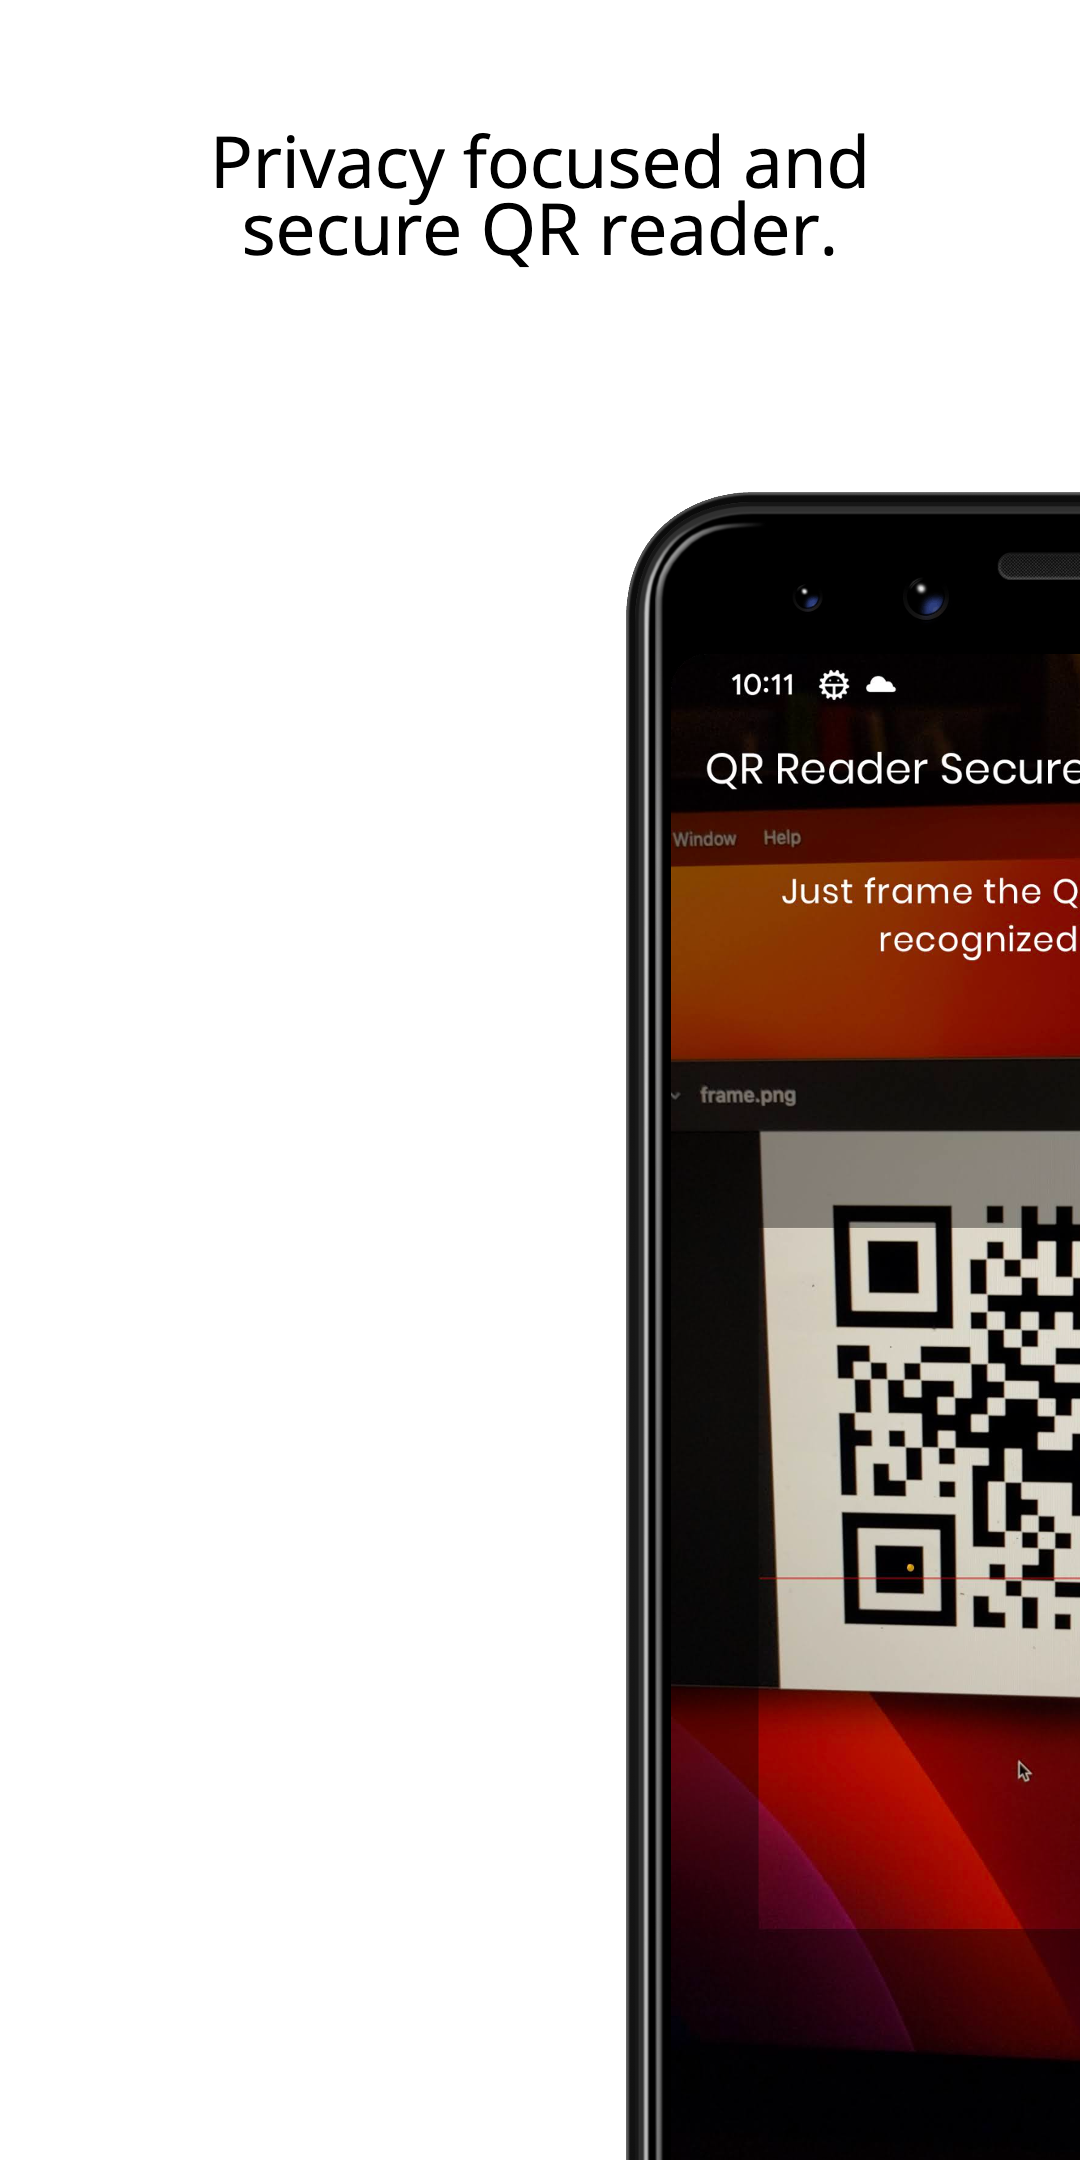 Privacy focused and
secure QR reader.
10:11
QR Reader Secure
Window Help
Just frame the Q
recognized
frame.png